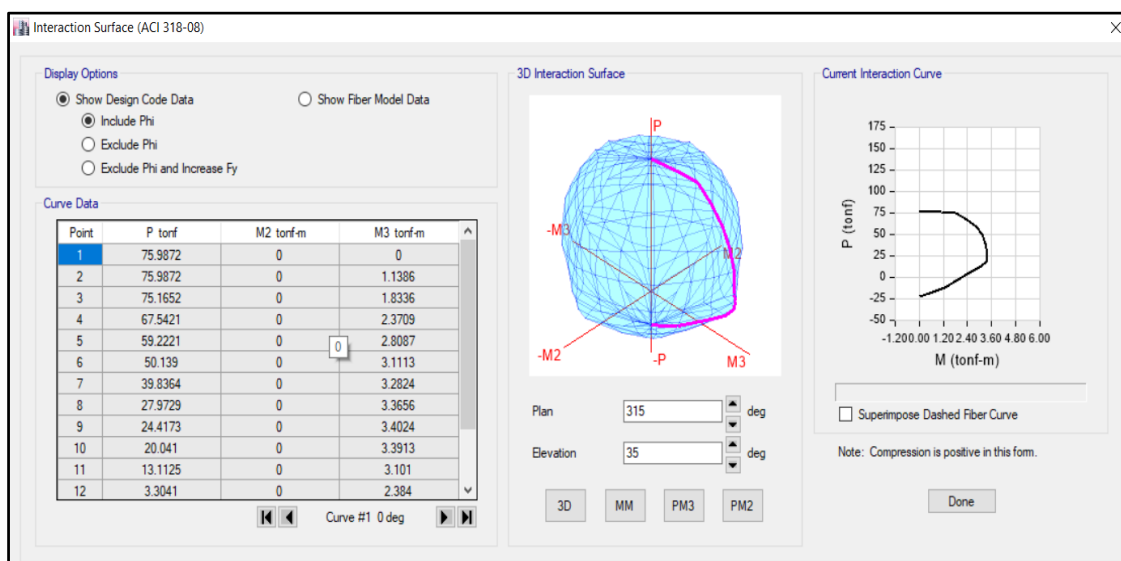 Interaction Surface (ACI 318-08)
Display Options
Show Design Code Data
Show Fiber Model Data
Include Phi
Exclude Phi
Exclude Phi and Increase Fy
Curve Data
Point P tonf M2 tonf-m M3 tonf-m
1 75.9872 0 0
2 75.9872 0 1.1386
3 75.1652 0 1.8336
4 67.5421 0 2.3709
5 59.2221 0 2.8087
0
6 50.139 0 3.1113
7 39.8364 0 3.2824
8 27.9729 0 3.3656
9 24.4173 0 3.4024
10 20.041 0 3.3913
11 13.1125 0 3.101
12 3.3041 0 2.384
Curve #1 0 deg
3D Interaction Surface
P
-M3
M2
-M2
-P
M3
Plan 315 deg
Elevation 35 deg
3D MM PM3 PM2
Current Interaction Curve
175
150
125
100
75
50
25
0
-25
-50
P (tonf)
-1.20 0.00 1.20 2.40 3.60 4.80 6.00
M (tonf-m)
Superimpose Dashed Fiber Curve
Note: Compression is positive in this form.
Done